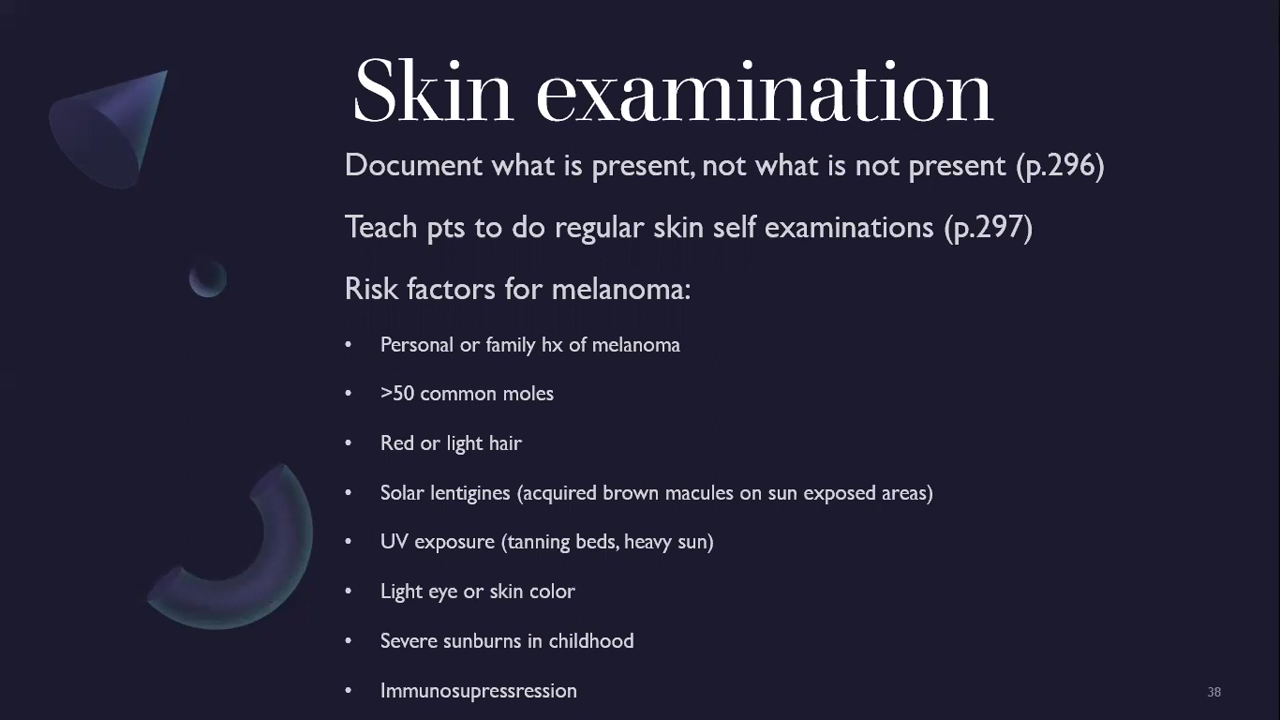 Skin examination
Document what is present, not what is not present (p.296)
Teach pts to do regular skin self examinations (p.297)
Risk factors for melanoma:
• Personal or family hx of melanoma
• >50 common moles
• Red or light hair
• Solar lentigines (acquired brown macules on sun exposed areas)
• UV exposure (tanning beds, heavy sun)
• Light eye or skin color
• Severe sunburns in childhood
• Immunosupressression
38